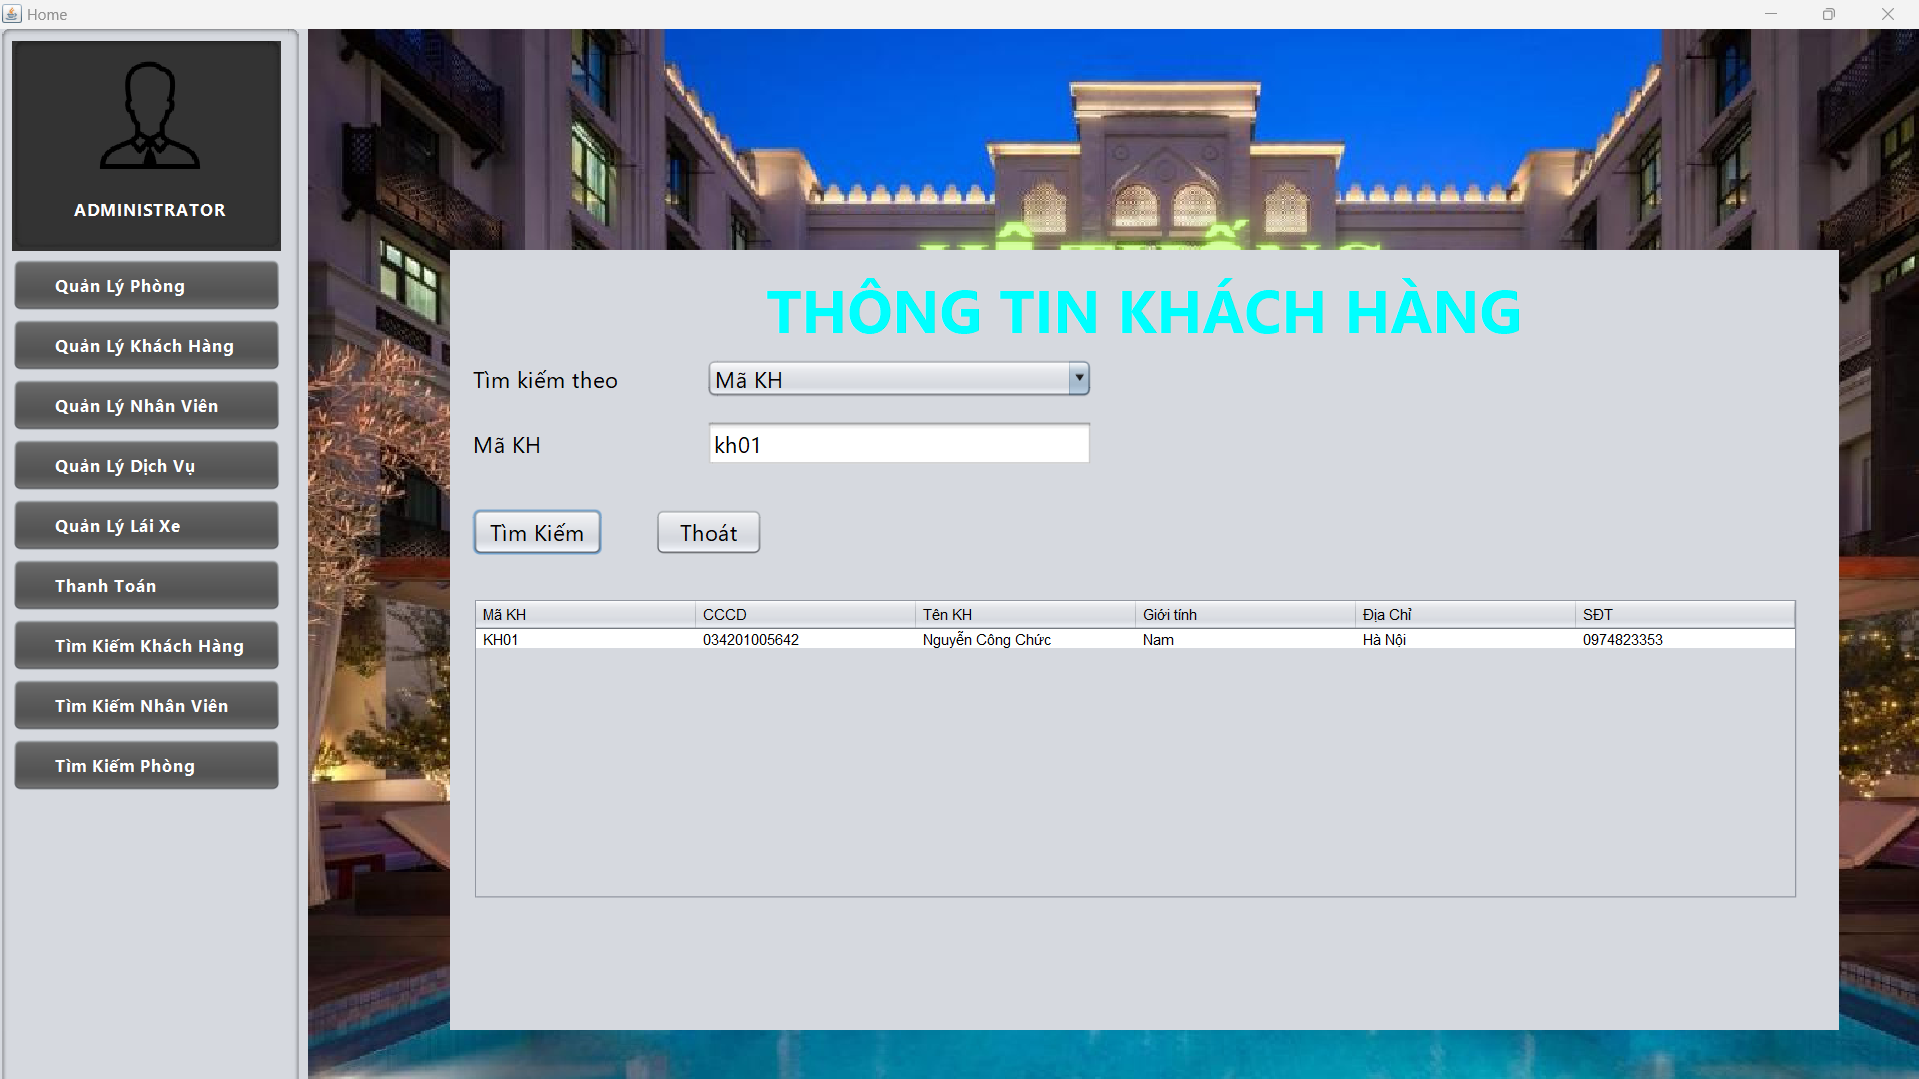 Home
ADMINISTRATOR
Quản Lý Phòng
Quản Lý Khách Hàng
Quản Lý Nhân Viên
Quản Lý Dịch Vụ
Quản Lý Lái Xe
Thanh Toán
Tìm Kiếm Khách Hàng
Tìm Kiếm Nhân Viên
Tìm Kiếm Phòng
THÔNG TIN KHÁCH HÀNG
Tìm kiếm theo Mã KH
Mã KH kh01
Tìm Kiếm Thoát
Mã KH CCCD Tên KH Giới tính Địa Chỉ SĐT
KH01 034201005642 Nguyễn Công Chức Nam Hà Nội 0974823353